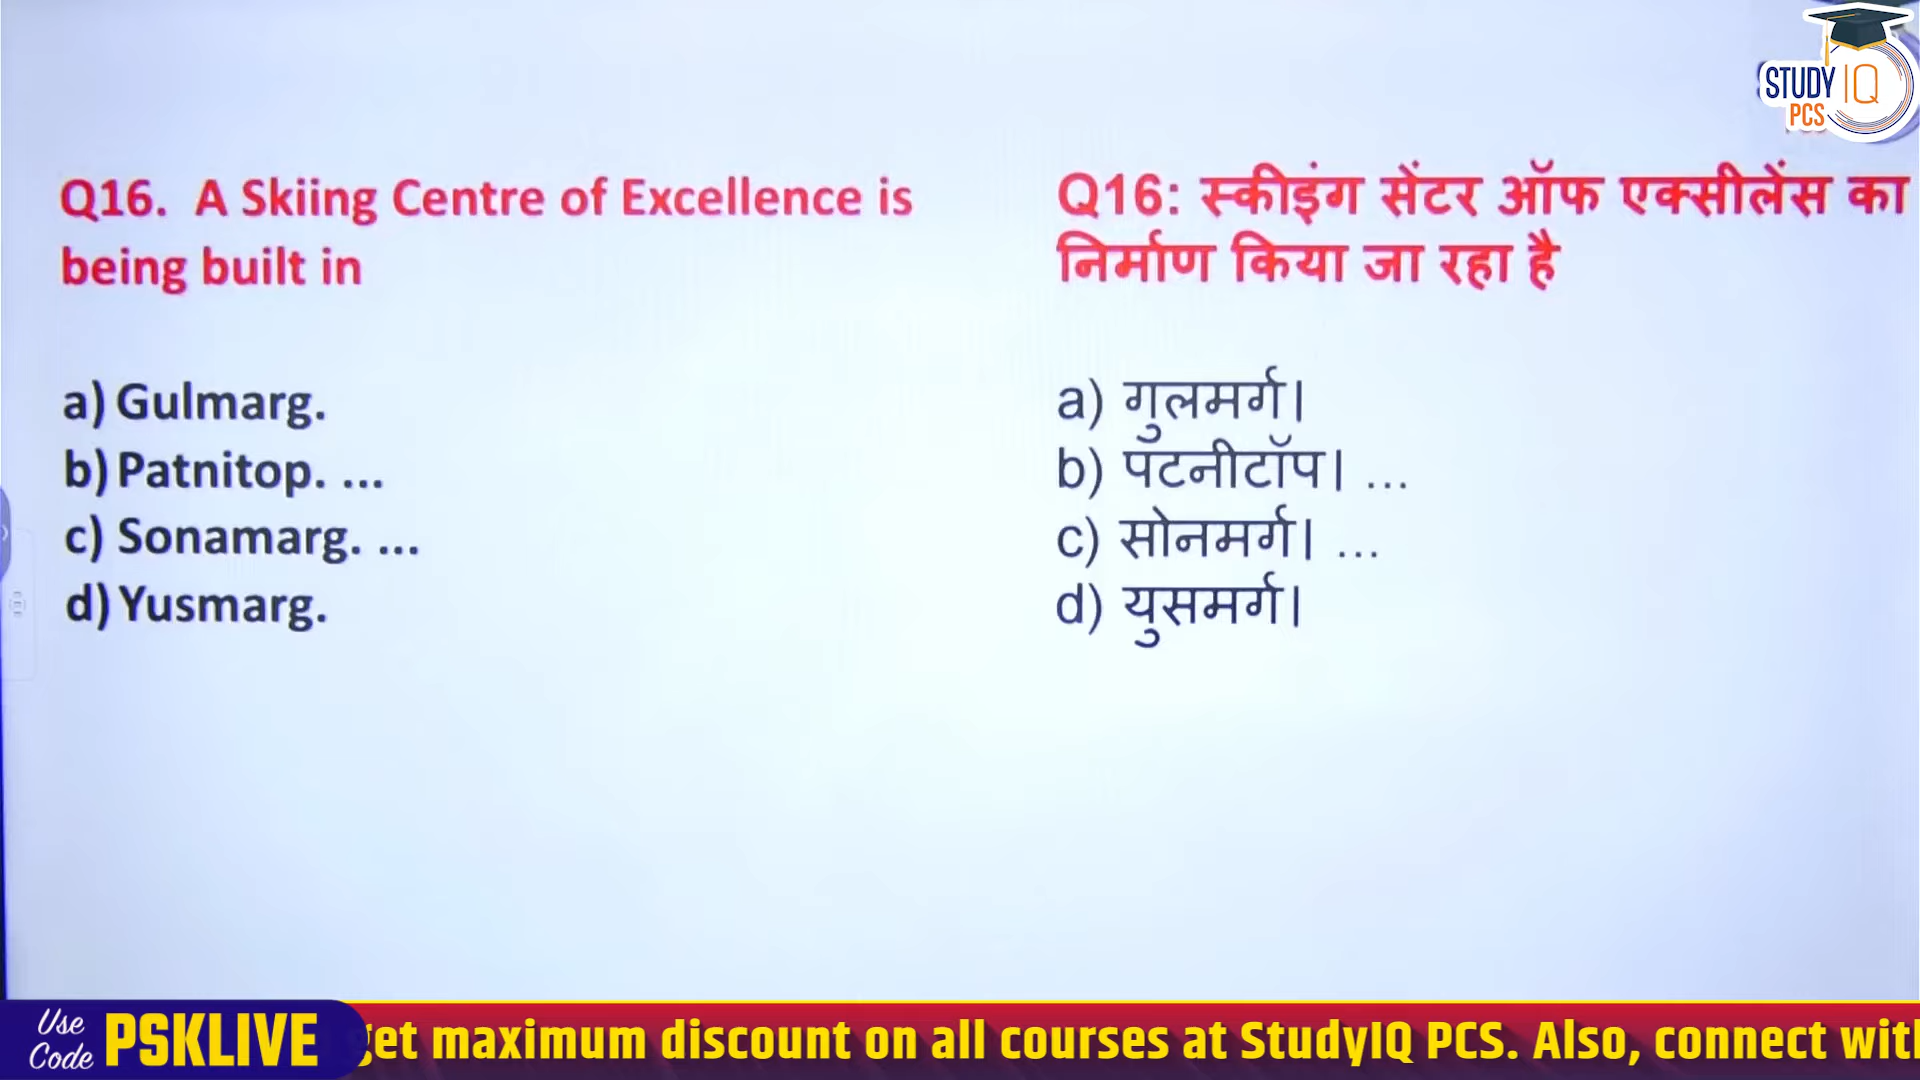 STUDY IQ
PCS
Q16. A Skiing Centre of Excellence is
being built in
a) Gulmarg.
b) Patnitop. ...
c) Sonamarg. ...
d) Yusmarg.
Q16: स्कीइंग सेंटर ऑफ एक्सीलेंस का
निर्माण किया जा रहा है
a) गुलमर्ग।
b) पटनीटॉप। ...
c) सोनमर्ग। ...
d) युसमर्ग।
Use
Code PSKLIVE
get maximum discount on all courses at StudyIQ PCS. Also, connect with